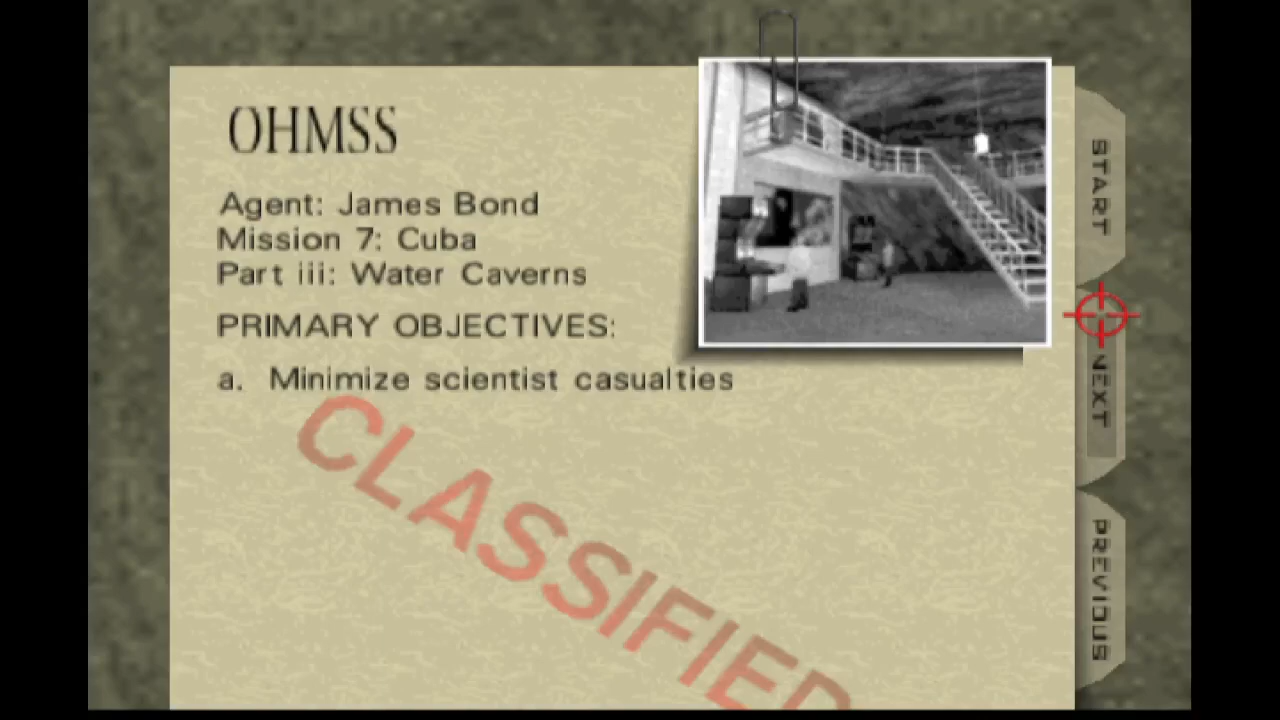 OHMSS
Agent: James Bond
Mission 7: Cuba
Part iii: Water Caverns
PRIMARY OBJECTIVES:
a. Minimize scientist casualties
CLASSIFIED
START
NEXT
PREVIOUS